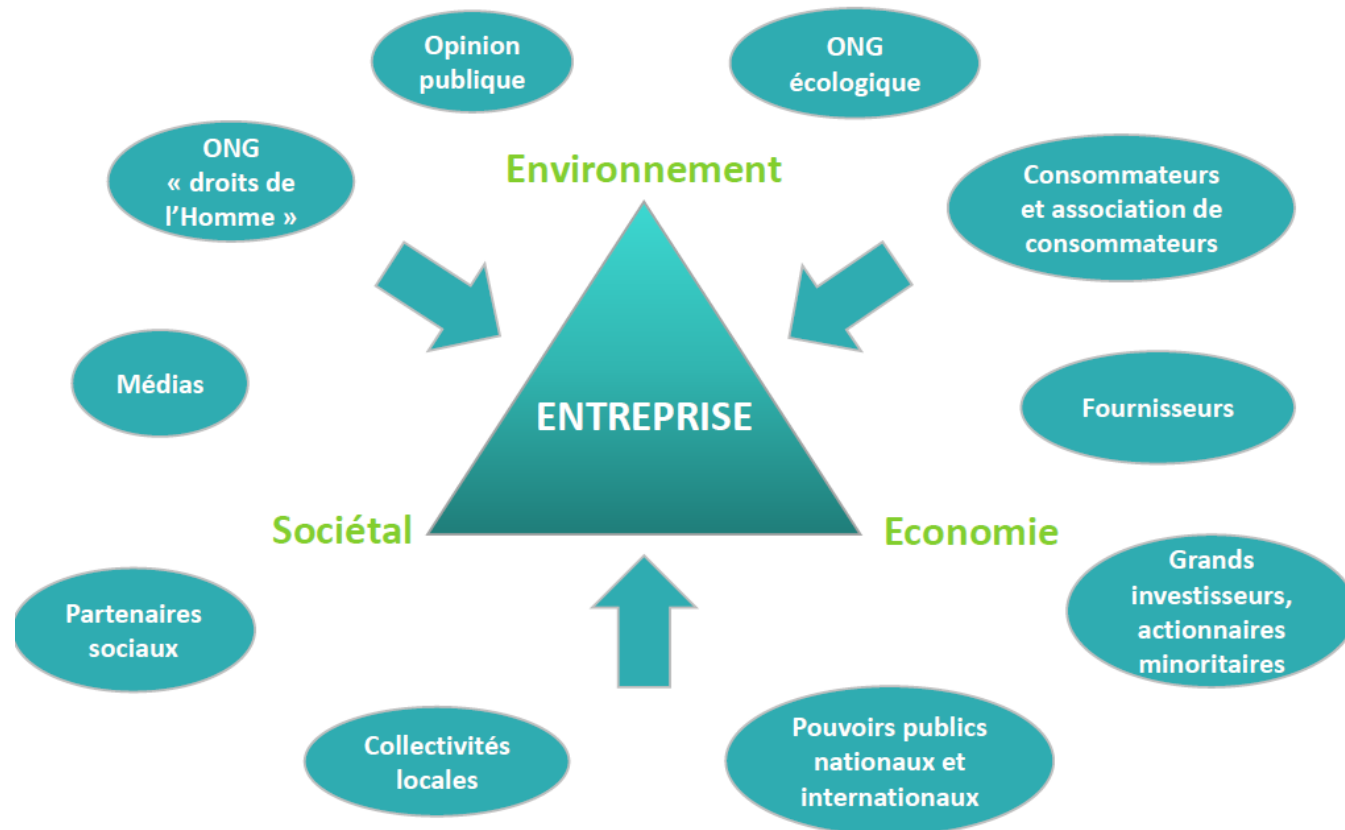 Opinion
publique
ONG
écologique
ONG
« droits de
l’Homme »
Environnement
Consommateurs
et association de
consommateurs
Médias
ENTREPRISE
Fournisseurs
Sociétal
Economie
Grands
investisseurs,
actionnaires
minoritaires
Partenaires
sociaux
Collectivités
locales
Pouvoirs publics
nationaux et
internationaux